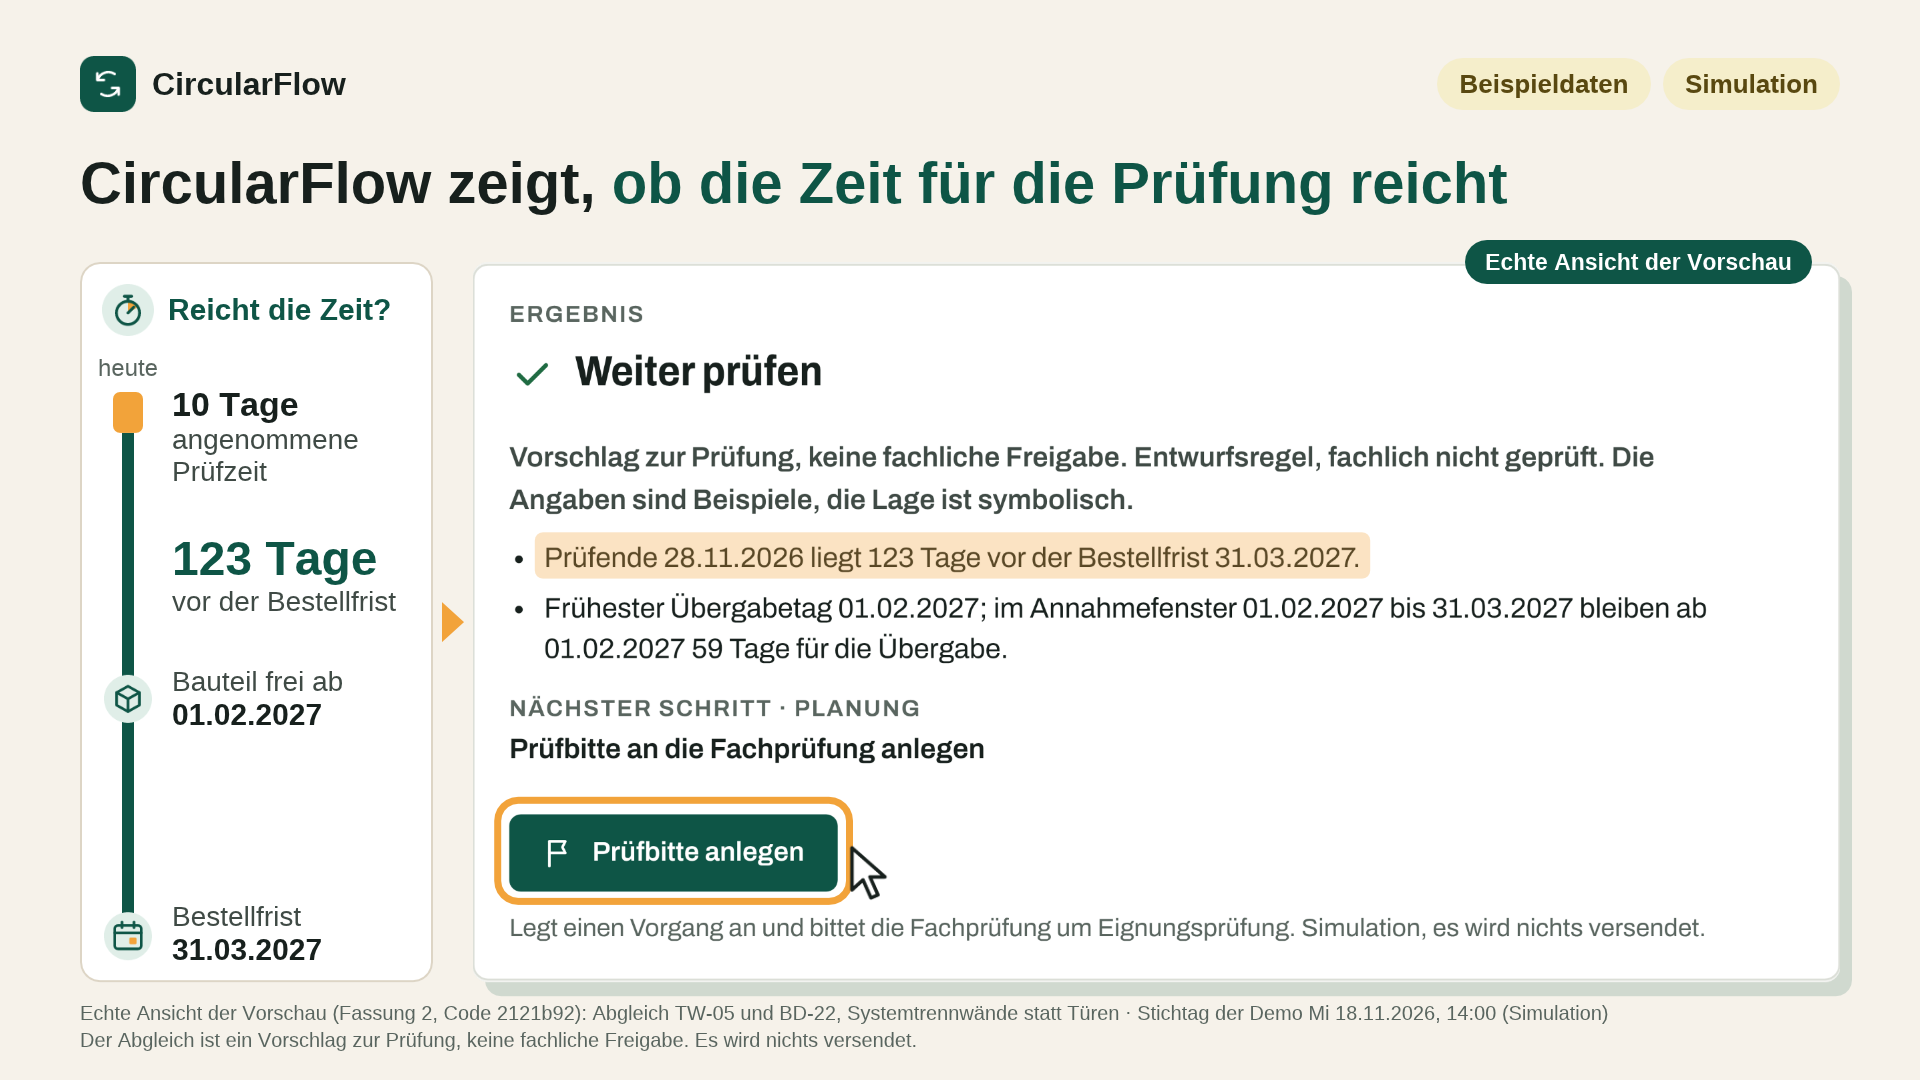 CircularFlow
Beispieldaten
Simulation
CircularFlow zeigt, ob die Zeit für die Prüfung reicht
Reicht die Zeit?
heute
10 Tage
angenommene
Prüfzeit
123 Tage
vor der Bestellfrist
Bauteil frei ab
01.02.2027
Bestellfrist
31.03.2027
Echte Ansicht der Vorschau
ERGEBNIS
Weiter prüfen
Vorschlag zur Prüfung, keine fachliche Freigabe. Entwurfsregel, fachlich nicht geprüft. Die
Angaben sind Beispiele, die Lage ist symbolisch.
• Prüfende 28.11.2026 liegt 123 Tage vor der Bestellfrist 31.03.2027.
• Frühester Übergabetag 01.02.2027; im Annahmefenster 01.02.2027 bis 31.03.2027 bleiben ab
01.02.2027 59 Tage für die Übergabe.
NÄCHSTER SCHRITT · PLANUNG
Prüfbitte an die Fachprüfung anlegen
Prüfbitte anlegen
Legt einen Vorgang an und bittet die Fachprüfung um Eignungsprüfung. Simulation, es wird nichts versendet.
Echte Ansicht der Vorschau (Fassung 2, Code 2121b92): Abgleich TW-05 und BD-22, Systemtrennwände statt Türen · Stichtag der Demo Mi 18.11.2026, 14:00 (Simulation)
Der Abgleich ist ein Vorschlag zur Prüfung, keine fachliche Freigabe. Es wird nichts versendet.